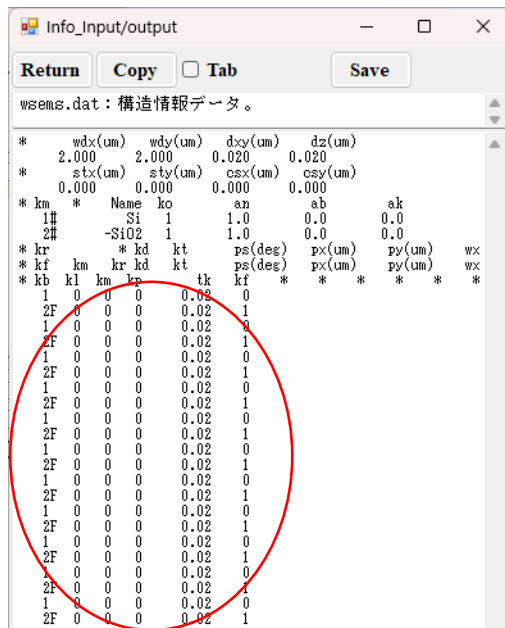 Info_Input/output
Return Copy Tab Save
wsems.dat：構造情報データ。
* wdx(um) wdy(um) dxy(um) dz(um)
2.000 2.000 0.020 0.020
* stx(um) sty(um) csx(um) csy(um)
0.000 0.000 0.000 0.000
* km * Name ko an ab ak
1# Si 1 1.0 0.0 0.0
2# -SiO2 1 1.0 0.0 0.0
* kr * kd kt ps(deg) px(um) py(um) wx
* kf km kr kd kt ps(deg) px(um) py(um) wx
* kb kl km kp tk kf * * * * *
1 0 0 0 0.02 0
2F 0 0 0 0.02 1
1 0 0 0 0.02 0
2F 0 0 0 0.02 1
1 0 0 0 0.02 0
2F 0 0 0 0.02 1
1 0 0 0 0.02 0
2F 0 0 0 0.02 1
1 0 0 0 0.02 0
2F 0 0 0 0.02 1
1 0 0 0 0.02 0
2F 0 0 0 0.02 1
1 0 0 0 0.02 0
2F 0 0 0 0.02 1
1 0 0 0 0.02 0
2F 0 0 0 0.02 1
1 0 0 0 0.02 0
2F 0 0 0 0.02 1
1 0 0 0 0.02 0
2F 0 0 0 0.02 1
1 0 0 0 0.02 0
2F 0 0 0 0.02 1